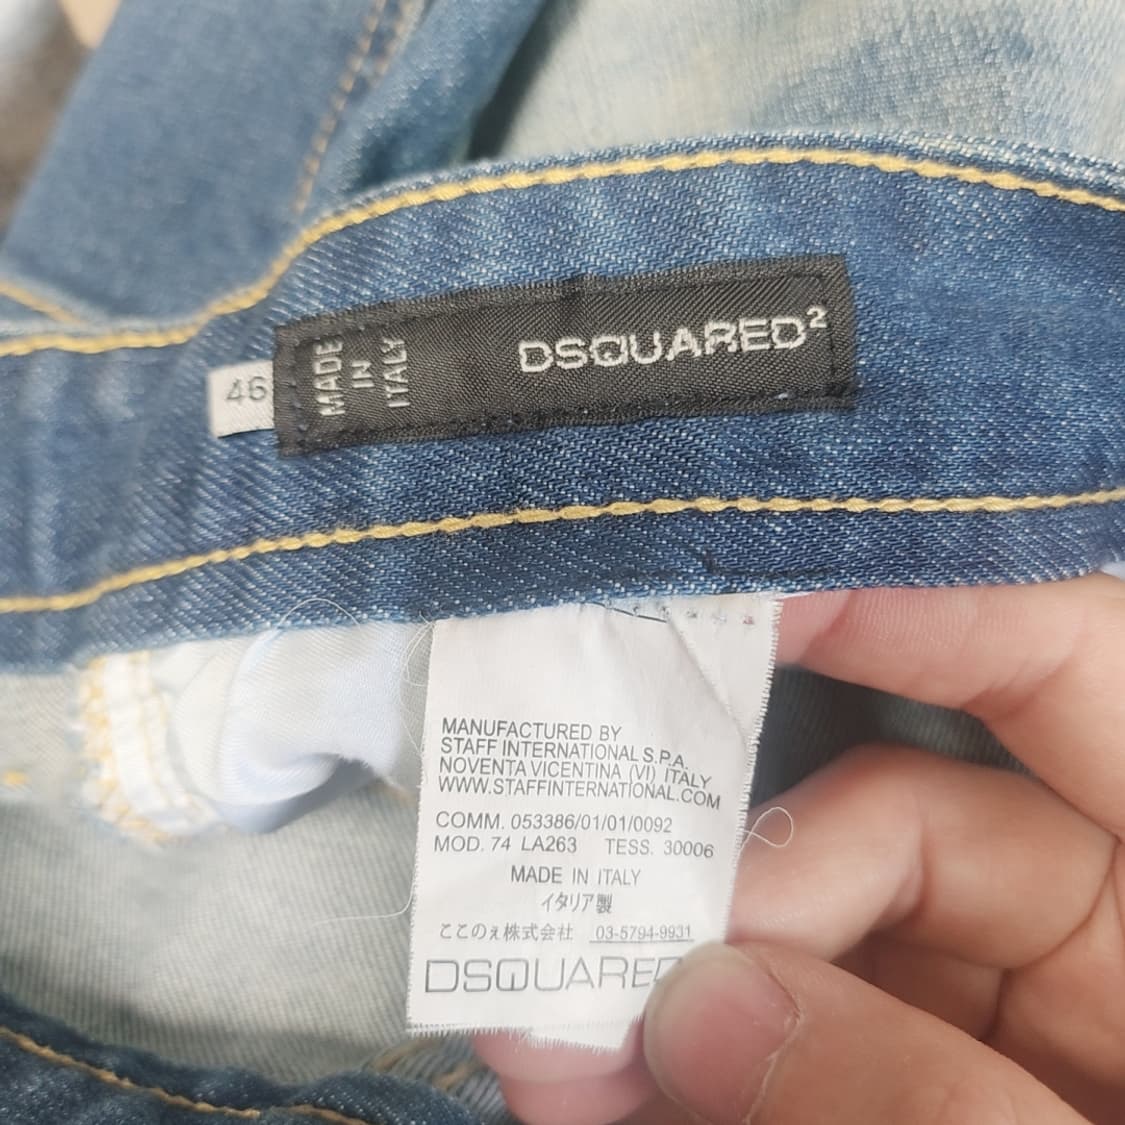 46
MADE
IN
ITALY
DSQUARED²
MANUFACTURED BY
STAFF INTERNATIONAL S.P.A.
NOVENTA VICENTINA (VI) ITALY
WWW.STAFFINTERNATIONAL.COM
COMM. 053386/01/01/0092
MOD. 74 LA263 TESS. 30006
MADE IN ITALY
イタリア製
ここのえ株式会社 03-5794-9931
DSQUARED